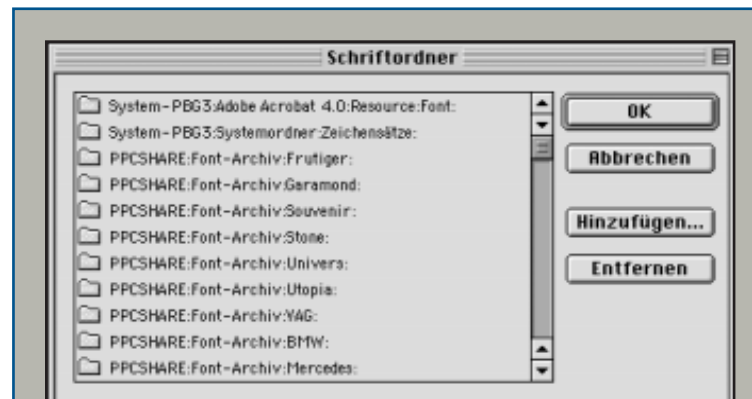 Schriftordner
System-PBG3:Adobe Acrobat 4.0:Resource:Font:
System-PBG3:Systemordner:Zeichensätze:
PPCSHARE:Font-Archiv:Frutiger:
PPCSHARE:Font-Archiv:Garamond:
PPCSHARE:Font-Archiv:Souvenir:
PPCSHARE:Font-Archiv:Stone:
PPCSHARE:Font-Archiv:Univers:
PPCSHARE:Font-Archiv:Utopia:
PPCSHARE:Font-Archiv:VAG:
PPCSHARE:Font-Archiv:BMW:
PPCSHARE:Font-Archiv:Mercedes:
OK
Abbrechen
Hinzufügen...
Entfernen